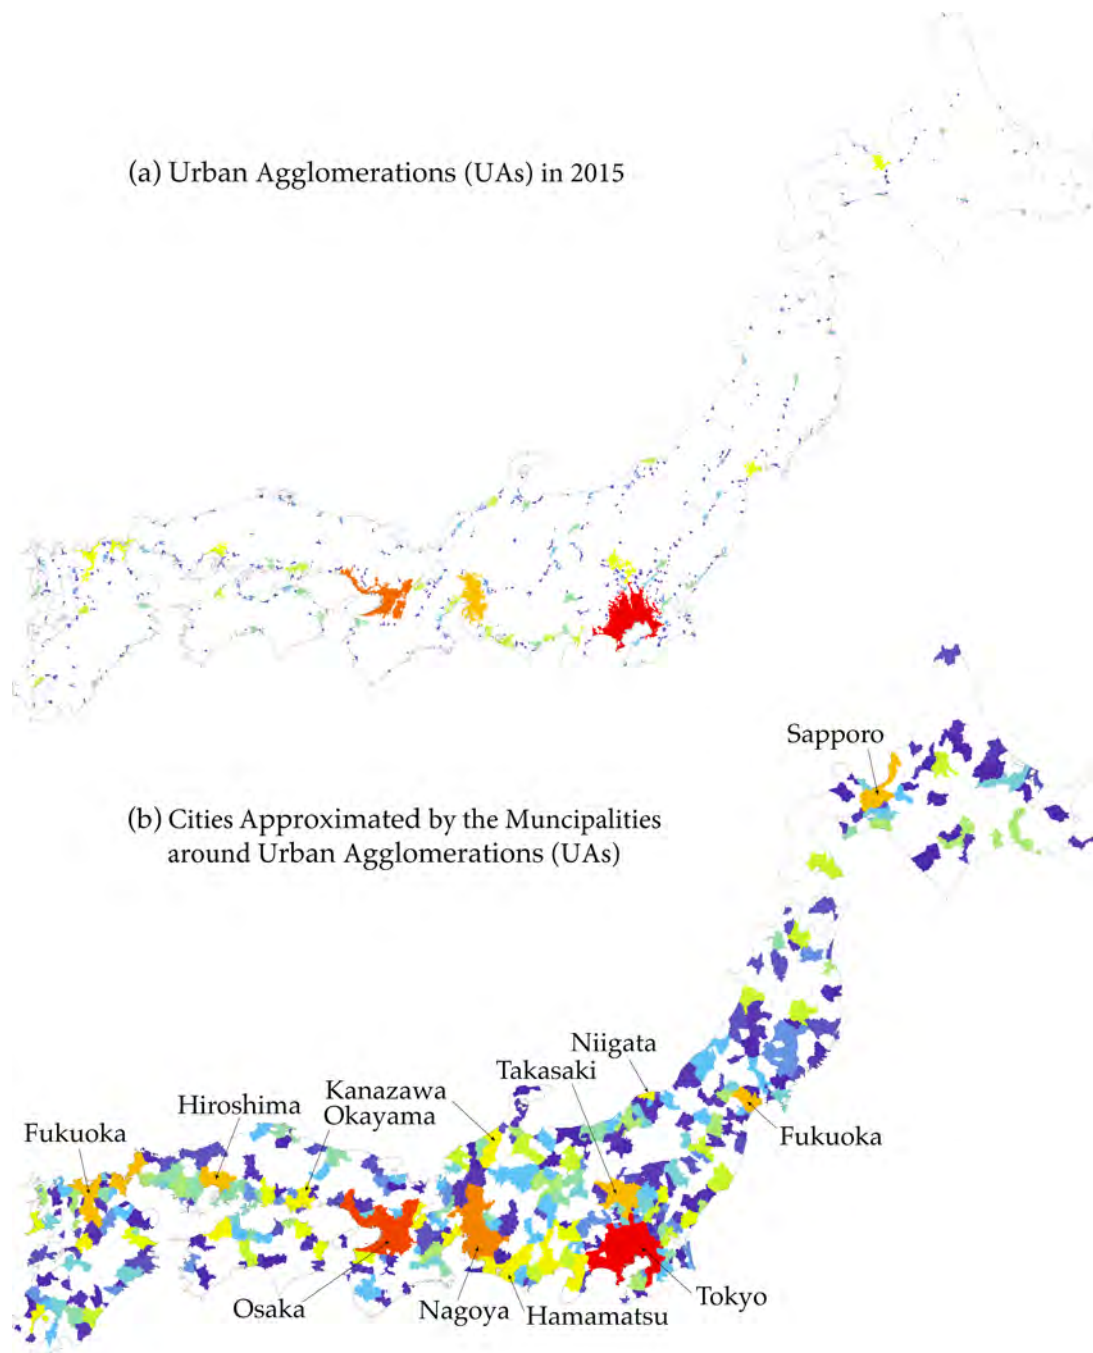 (a) Urban Agglomerations (UAs) in 2015
Sapporo
(b) Cities Approximated by the Muncipalities
around Urban Agglomerations (UAs)
Niigata
Takasaki
Kanazawa
Hiroshima
Okayama
Fukuoka
Fukuoka
Osaka
Nagoya
Hamamatsu
Tokyo